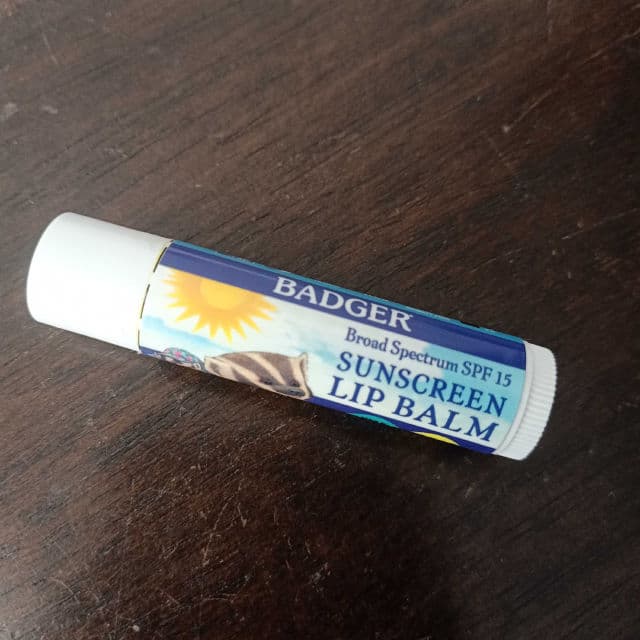 BADGER
Broad Spectrum SPF 15
SUNSCREEN
LIP BALM